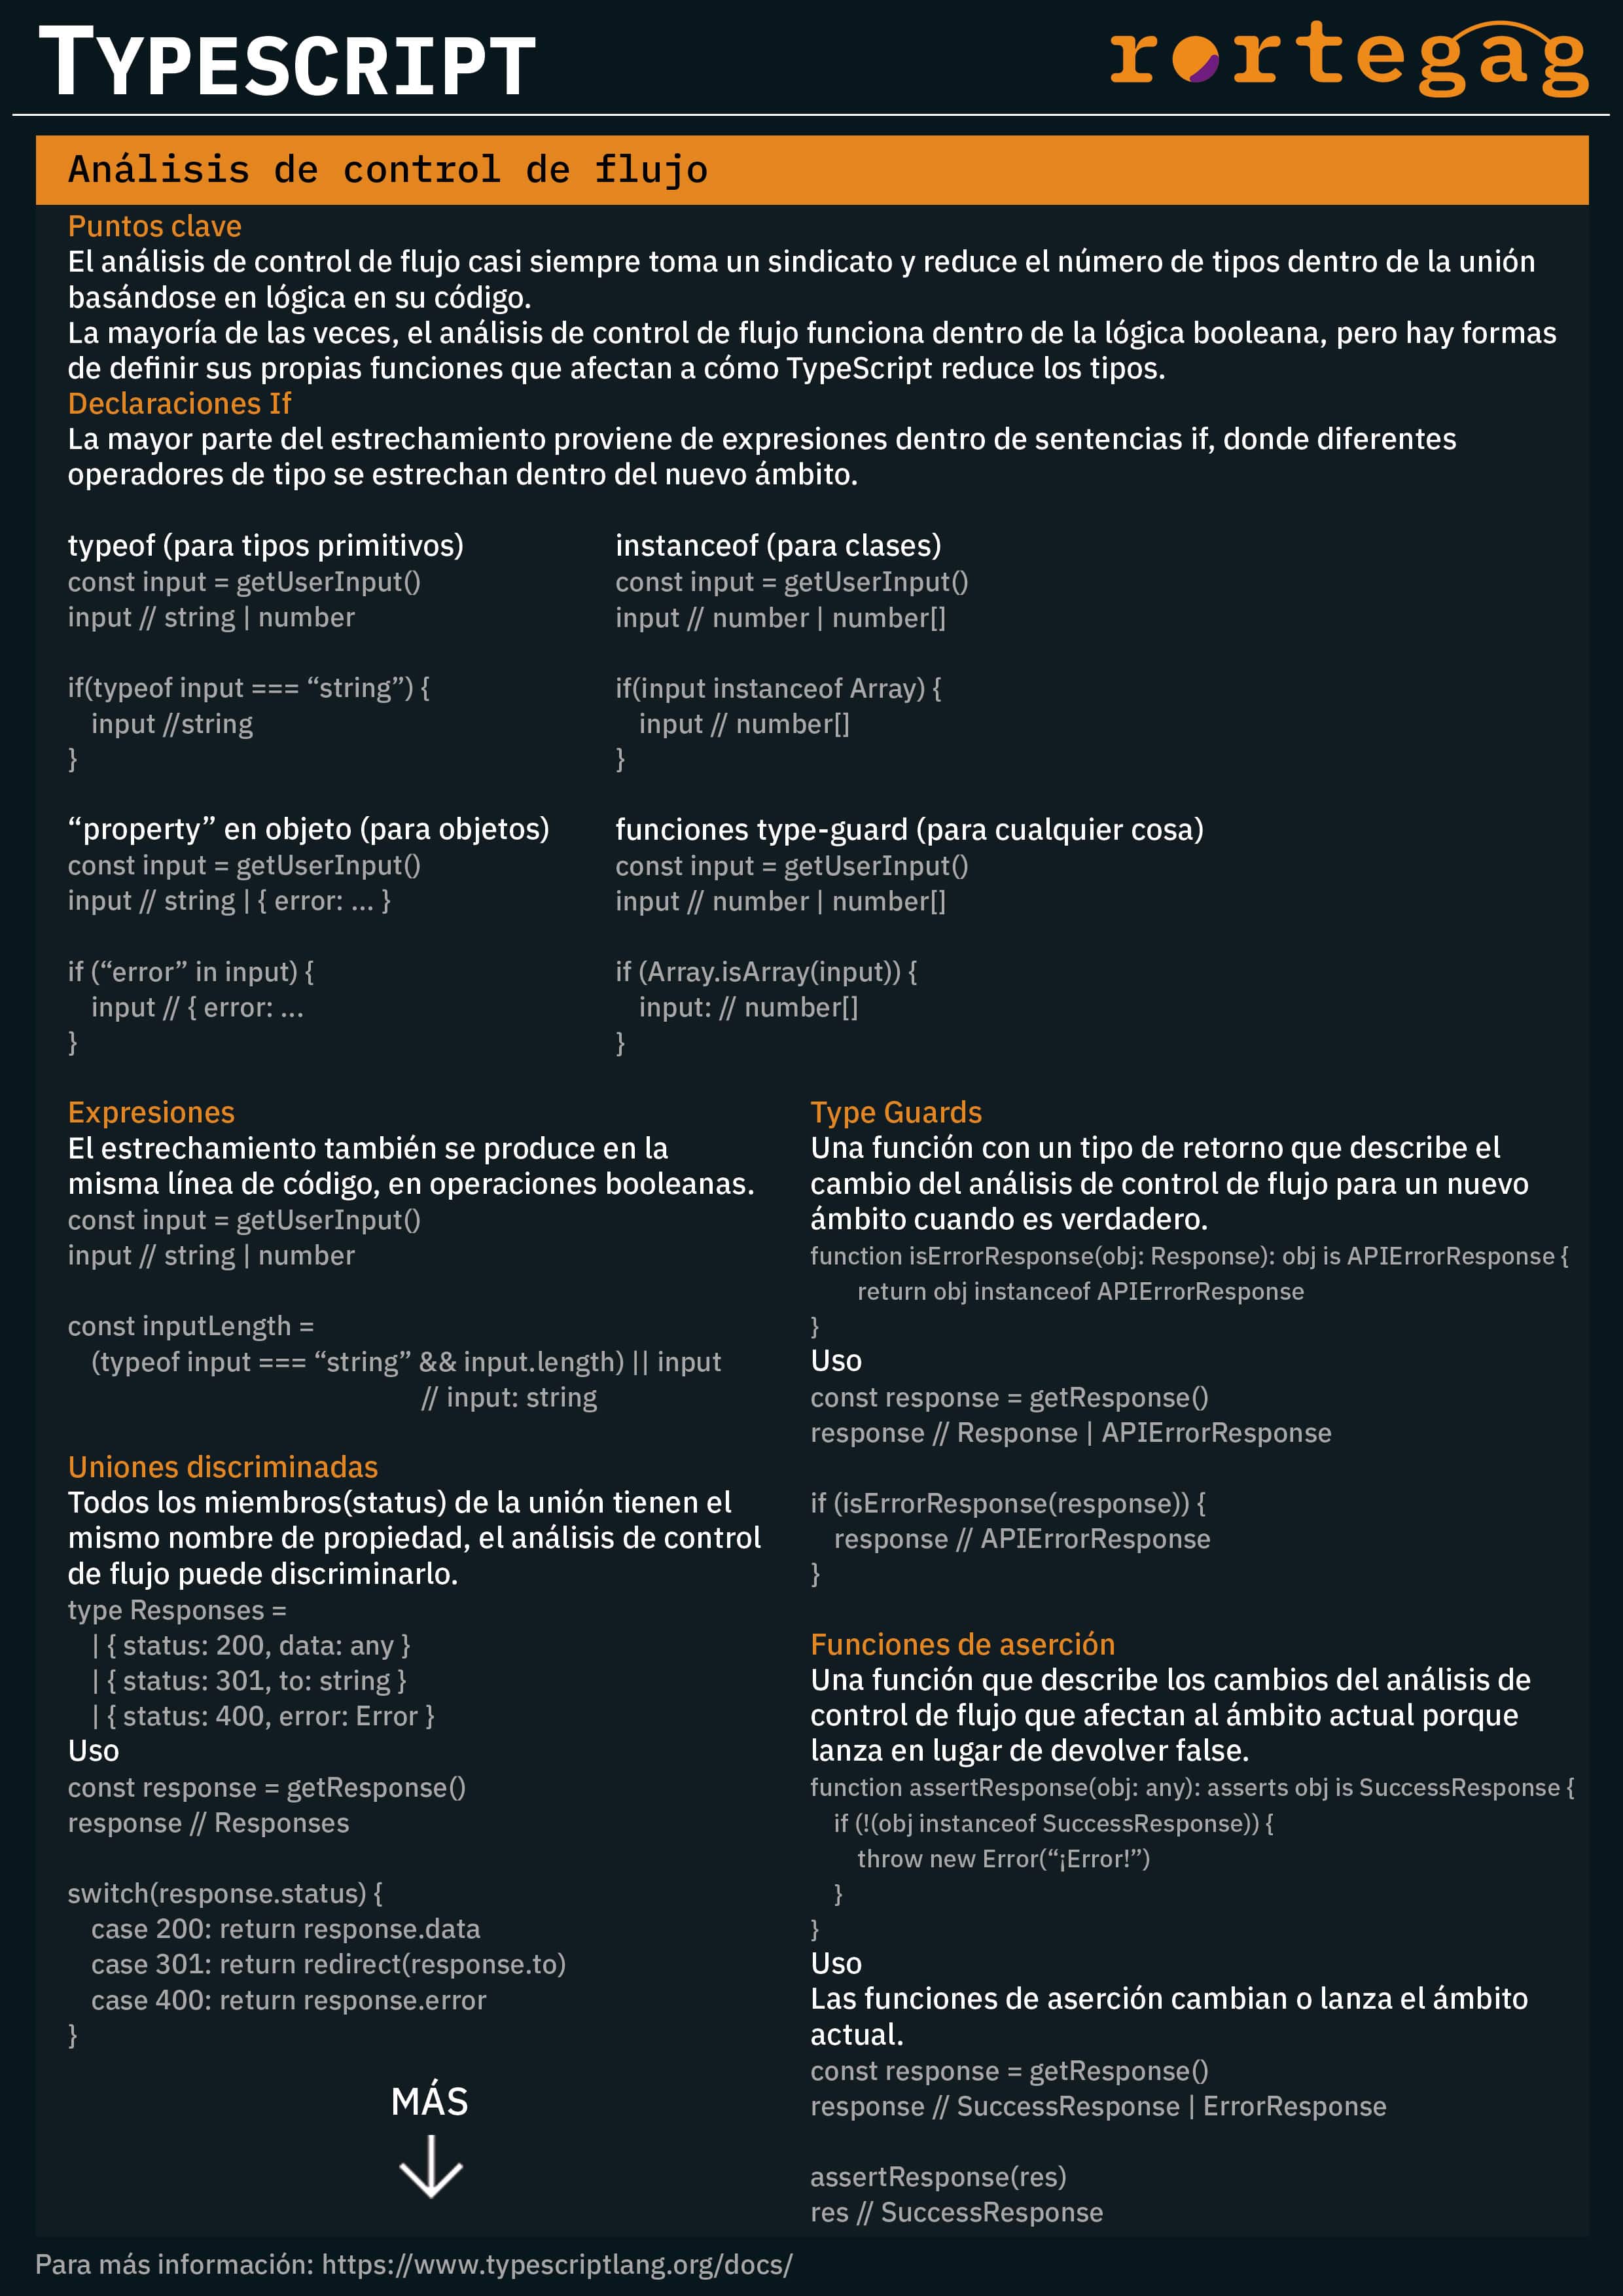 TYPESCRIPT
rortegag
Análisis de control de flujo
Puntos clave
El análisis de control de flujo casi siempre toma un sindicato y reduce el número de tipos dentro de la unión
basándose en lógica en su código.
La mayoría de las veces, el análisis de control de flujo funciona dentro de la lógica booleana, pero hay formas
de definir sus propias funciones que afectan a cómo TypeScript reduce los tipos.
Declaraciones If
La mayor parte del estrechamiento proviene de expresiones dentro de sentencias if, donde diferentes
operadores de tipo se estrechan dentro del nuevo ámbito.
typeof (para tipos primitivos)
const input = getUserInput()
input // string | number
if(typeof input === “string”) {
input //string
}
instanceof (para clases)
const input = getUserInput()
input // number | number[]
if(input instanceof Array) {
input // number[]
}
“property” en objeto (para objetos)
const input = getUserInput()
input // string | { error: ... }
if (“error” in input) {
input // { error: ...
}
funciones type-guard (para cualquier cosa)
const input = getUserInput()
input // number | number[]
if (Array.isArray(input)) {
input: // number[]
}
Expresiones
El estrechamiento también se produce en la
misma línea de código, en operaciones booleanas.
const input = getUserInput()
input // string | number
const inputLength =
(typeof input === “string” && input.length) || input
// input: string
Uniones discriminadas
Todos los miembros(status) de la unión tienen el
mismo nombre de propiedad, el análisis de control
de flujo puede discriminarlo.
type Responses =
| { status: 200, data: any }
| { status: 301, to: string }
| { status: 400, error: Error }
Uso
const response = getResponse()
response // Responses
switch(response.status) {
case 200: return response.data
case 301: return redirect(response.to)
case 400: return response.error
}
MÁS
Type Guards
Una función con un tipo de retorno que describe el
cambio del análisis de control de flujo para un nuevo
ámbito cuando es verdadero.
function isErrorResponse(obj: Response): obj is APIErrorResponse {
return obj instanceof APIErrorResponse
}
Uso
const response = getResponse()
response // Response | APIErrorResponse
if (isErrorResponse(response)) {
response // APIErrorResponse
}
Funciones de aserción
Una función que describe los cambios del análisis de
control de flujo que afectan al ámbito actual porque
lanza en lugar de devolver false.
function assertResponse(obj: any): asserts obj is SuccessResponse {
if (!(obj instanceof SuccessResponse)) {
throw new Error(“¡Error!”)
}
}
Uso
Las funciones de aserción cambian o lanza el ámbito
actual.
const response = getResponse()
response // SuccessResponse | ErrorResponse
assertResponse(res)
res // SuccessResponse
Para más información: https://www.typescriptlang.org/docs/